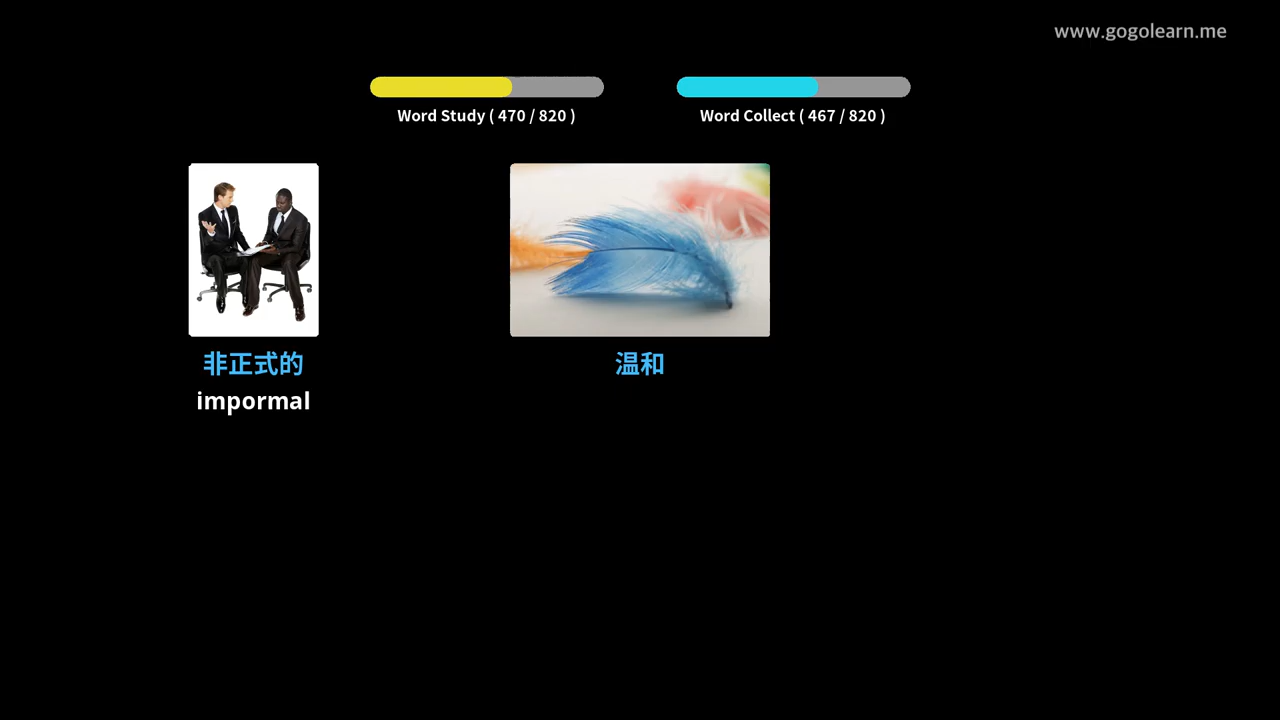 www.gogolearn.me
Word Study ( 470 / 820 )
Word Collect ( 467 / 820 )
非正式的
impormal
温和